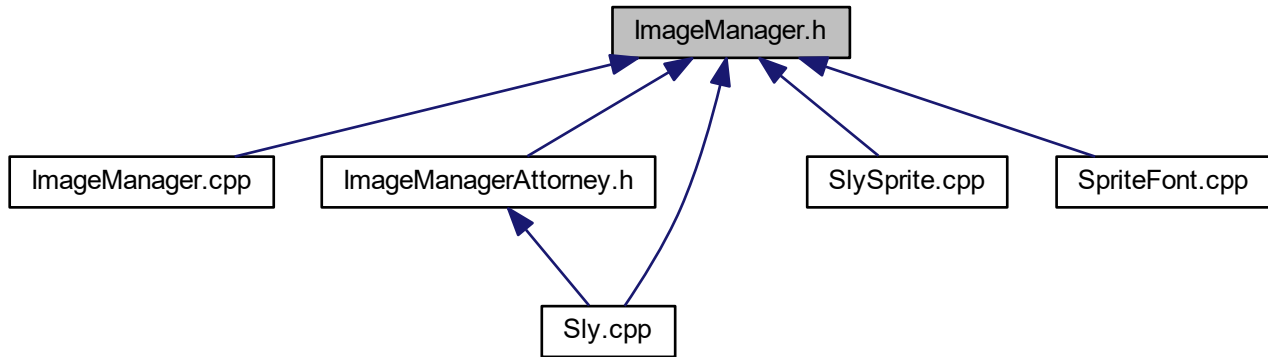 ImageManager.h
ImageManager.cpp
ImageManagerAttorney.h
SlySprite.cpp
SpriteFont.cpp
Sly.cpp